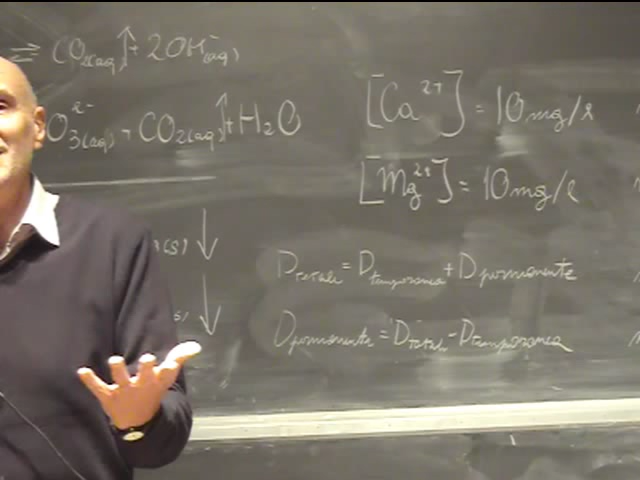 ⇌ CO2(aq)↑ + 2OH-(aq)
O3(aq)2- + CO2(aq)↑ + H2O
[Ca2+] = 10 mg/l
[Mg2+] = 10 mg/l
(s) ↓
Dtotale = Dtemporanea + Dpermanente
(s) ↓
Dpermanente = Dtotale - Dtemporanea